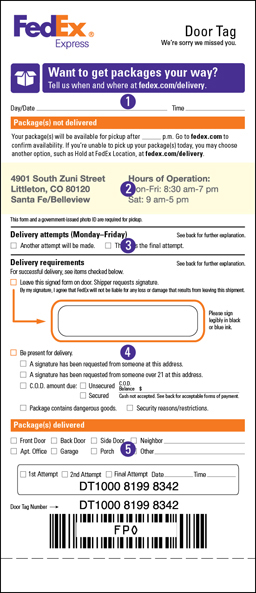 FedEx®
Express
Door Tag
We're sorry we missed you.
Want to get packages your way?
Tell us when and where at fedex.com/delivery.
1
Day/Date Time
Package(s) not delivered
Your package(s) will be available for pickup after p.m. Go to fedex.com to
confirm availability. If you're unable to pick up your package(s) today, you may choose
another option, such as Hold at FedEx Location, at fedex.com/delivery.
4901 South Zuni Street Hours of Operation:
Littleton, CO 80120 2 on-Fri: 8:30 am-7 pm
Santa Fe/Belleview Sat: 9 am-5 pm
This form and a government issued photo ID are required for pickup.
Delivery attempts (Monday–Friday) See back for further explanation.
Another attempt will be made. 3 the final attempt.
Delivery requirements See back for further explanation.
For successful delivery, see items checked below.
Leave this signed form on door. Shipper requests signature.
By my signature, I agree that FedEx will not be liable for any loss or damage that results from leaving this shipment.
Please sign
legibly in black
or blue ink.
Be present for delivery. 4
A signature has been requested from someone at this address.
A signature has been requested from someone over 21 at this address.
C.O.D. amount due: Unsecured C.O.D. Balance $
Secured Cash not accepted. See back for acceptable forms of payment.
Package contains dangerous goods. Security reasons/restrictions.
Package(s) delivered
Front Door Back Door Side Door Neighbor
Apt. Office Garage Porch 5 Other
1st Attempt 2nd Attempt Final Attempt Date Time
DT1000 8199 8342
Door Tag Number → DT1000 8199 8342
FPO